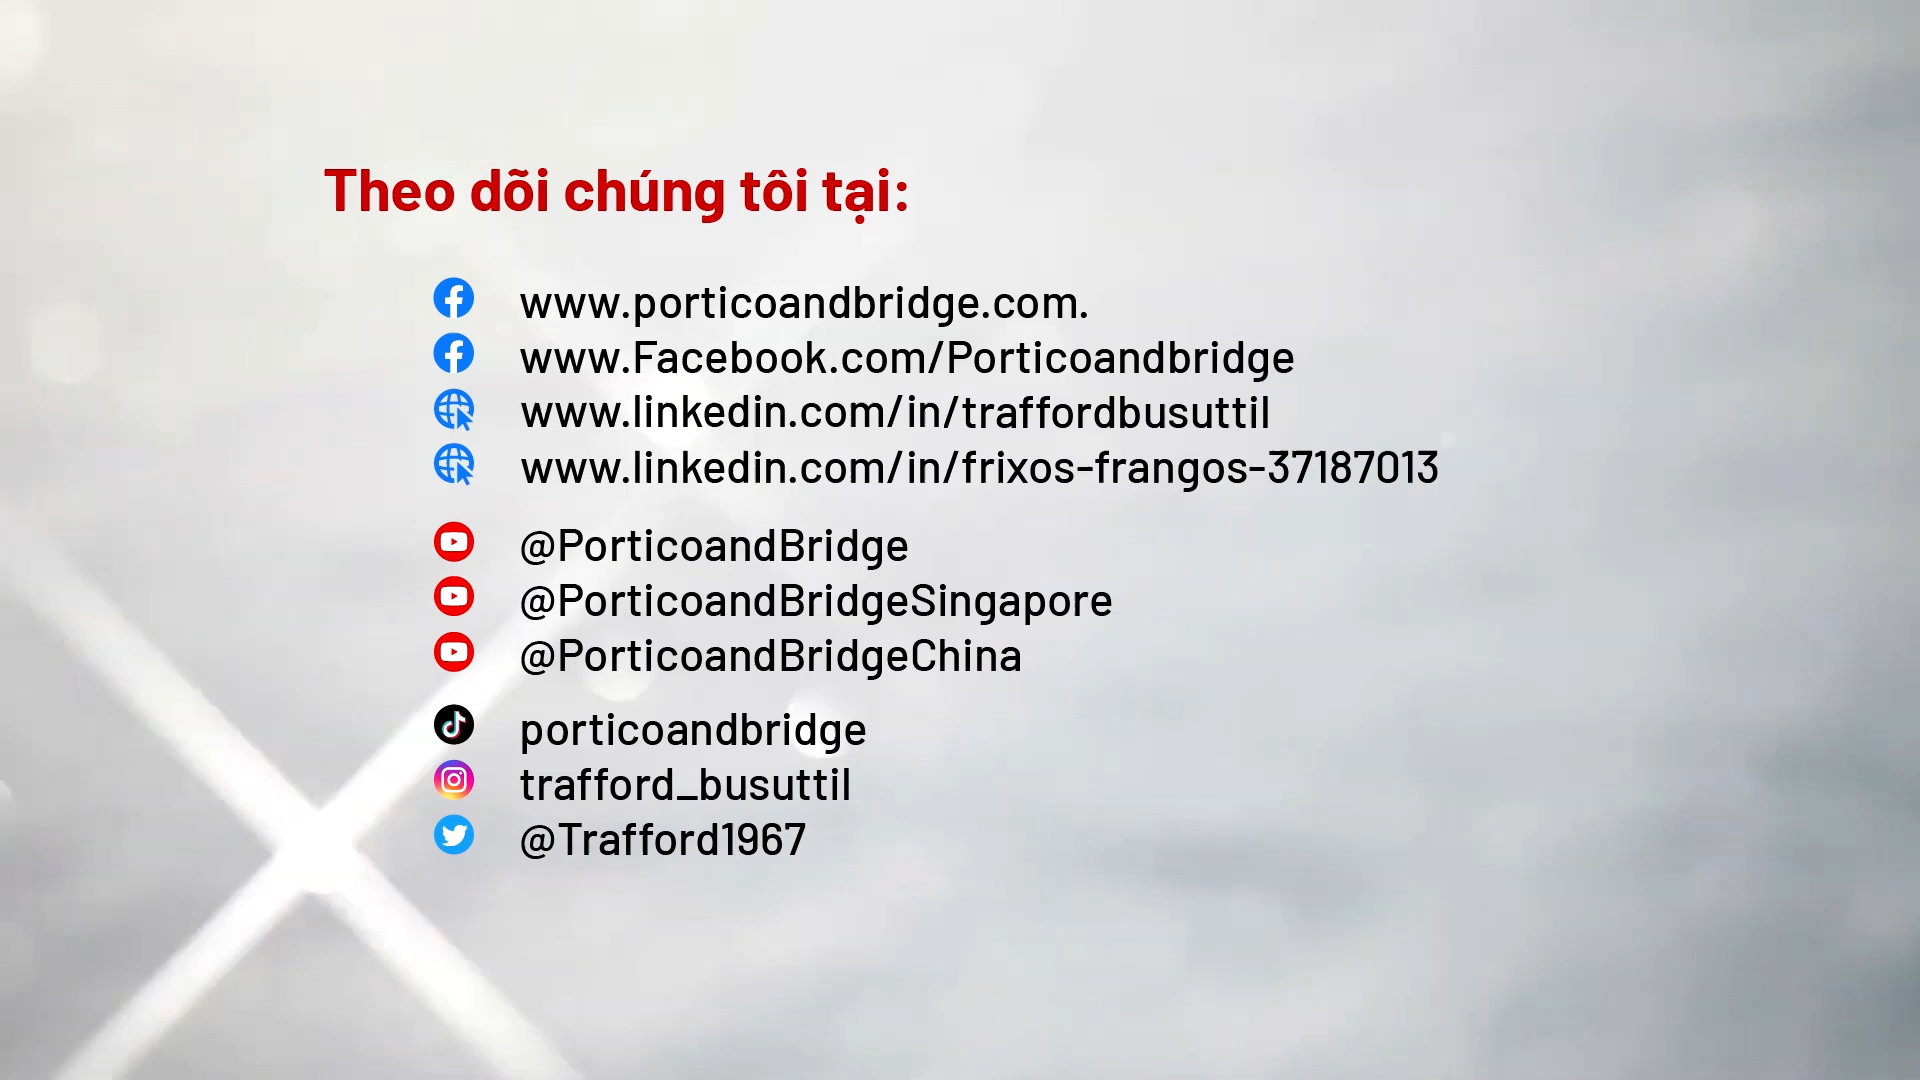 Theo dõi chúng tôi tại:
www.porticoandbridge.com.
www.Facebook.com/Porticoandbridge
www.linkedin.com/in/traffordbusuttil
www.linkedin.com/in/frixos-frangos-37187013
@PorticoandBridge
@PorticoandBridgeSingapore
@PorticoandBridgeChina
porticoandbridge
trafford_busuttil
@Trafford1967